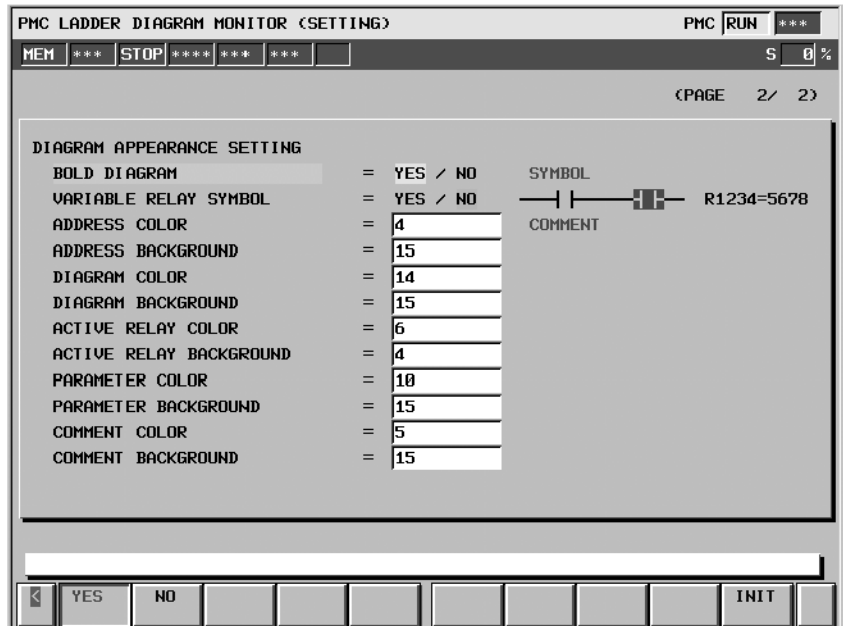 PMC LADDER DIAGRAM MONITOR (SETTING) PMC RUN ***
MEM *** STOP **** *** *** S 0 %
(PAGE 2/ 2)
DIAGRAM APPEARANCE SETTING
BOLD DIAGRAM = YES / NO SYMBOL
VARIABLE RELAY SYMBOL = YES / NO R1234=5678
ADDRESS COLOR = 4 COMMENT
ADDRESS BACKGROUND = 15
DIAGRAM COLOR = 14
DIAGRAM BACKGROUND = 15
ACTIVE RELAY COLOR = 6
ACTIVE RELAY BACKGROUND = 4
PARAMETER COLOR = 10
PARAMETER BACKGROUND = 15
COMMENT COLOR = 5
COMMENT BACKGROUND = 15
< YES NO INIT